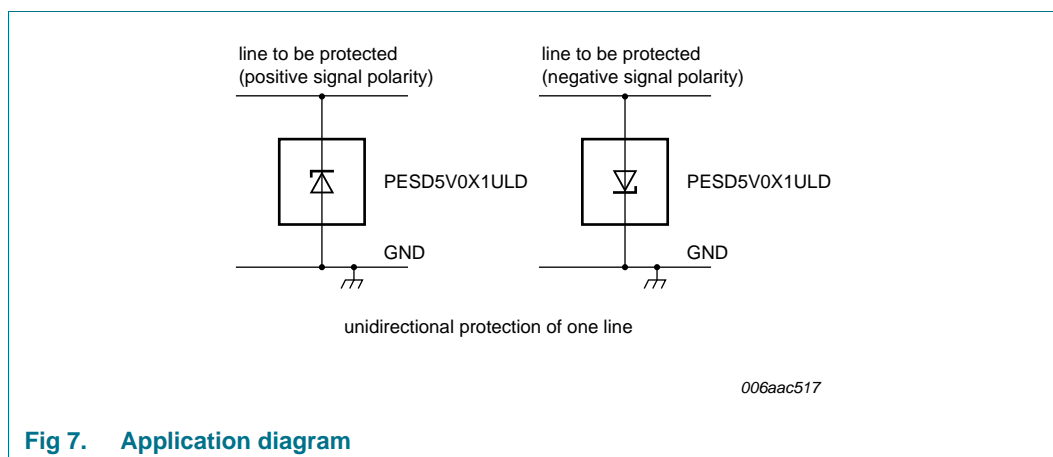 line to be protected
(positive signal polarity)
line to be protected
(negative signal polarity)
PESD5V0X1ULD
PESD5V0X1ULD
GND
GND
unidirectional protection of one line
006aac517
Fig 7. Application diagram